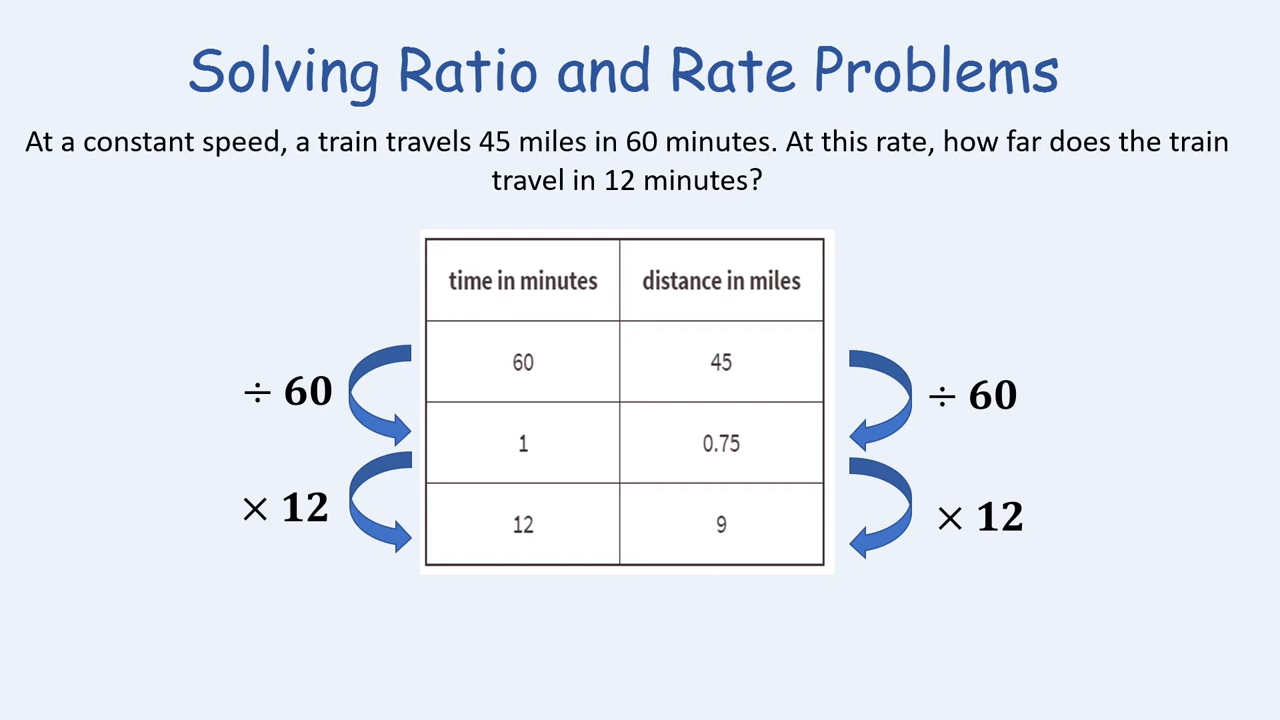 Solving Ratio and Rate Problems
At a constant speed, a train travels 45 miles in 60 minutes. At this rate, how far does the train
travel in 12 minutes?
time in minutes distance in miles
60 45
÷ 60 ÷ 60
1 0.75
× 12 × 12
12 9